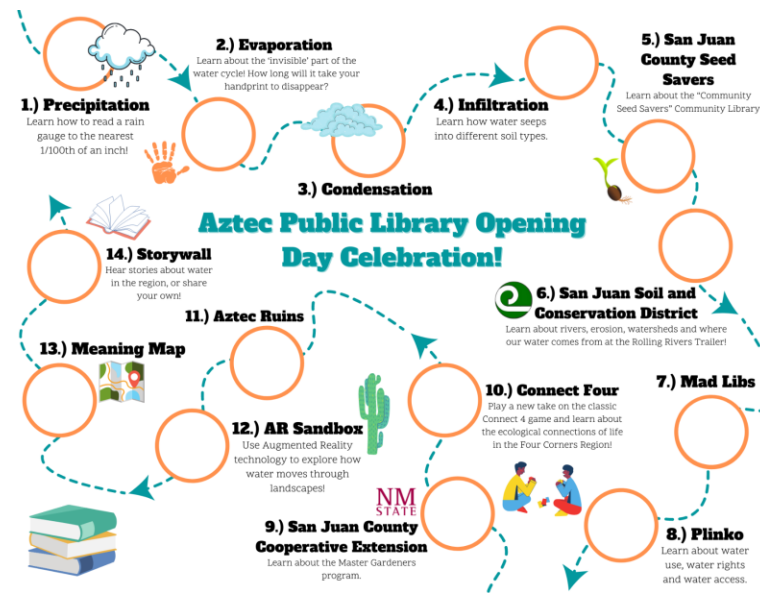 1.) Precipitation
Learn how to read a rain
gauge to the nearest
1/100th of an inch!
2.) Evaporation
Learn about the 'invisible' part of the
water cycle! How long will it take your
handprint to disappear?
3.) Condensation
4.) Infiltration
Learn how water seeps
into different soil types.
5.) San Juan
County Seed
Savers
Learn about the "Community
Seed Savers" Community Library
Aztec Public Library Opening
Day Celebration!
6.) San Juan Soil and
Conservation District
Learn about rivers, erosion, watersheds and where
our water comes from at the Rolling Rivers Trailer!
7.) Mad Libs
8.) Plinko
Learn about water
use, water rights
and water access.
NM
STATE
9.) San Juan County
Cooperative Extension
Learn about the Master Gardeners
program.
10.) Connect Four
Play a new take on the classic
Connect 4 game and learn about
the ecological connections of life
in the Four Corners Region!
11.) Aztec Ruins
12.) AR Sandbox
Use Augmented Reality
technology to explore how
water moves through
landscapes!
13.) Meaning Map
14.) Storywall
Hear stories about water
in the region, or share
your own!